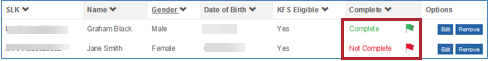 SLK Name Gender Date of Birth KFS Eligible Complete Options
Graham Black Male Yes Complete Edit Remove
Jane Smith Female Yes Not Complete Edit Remove